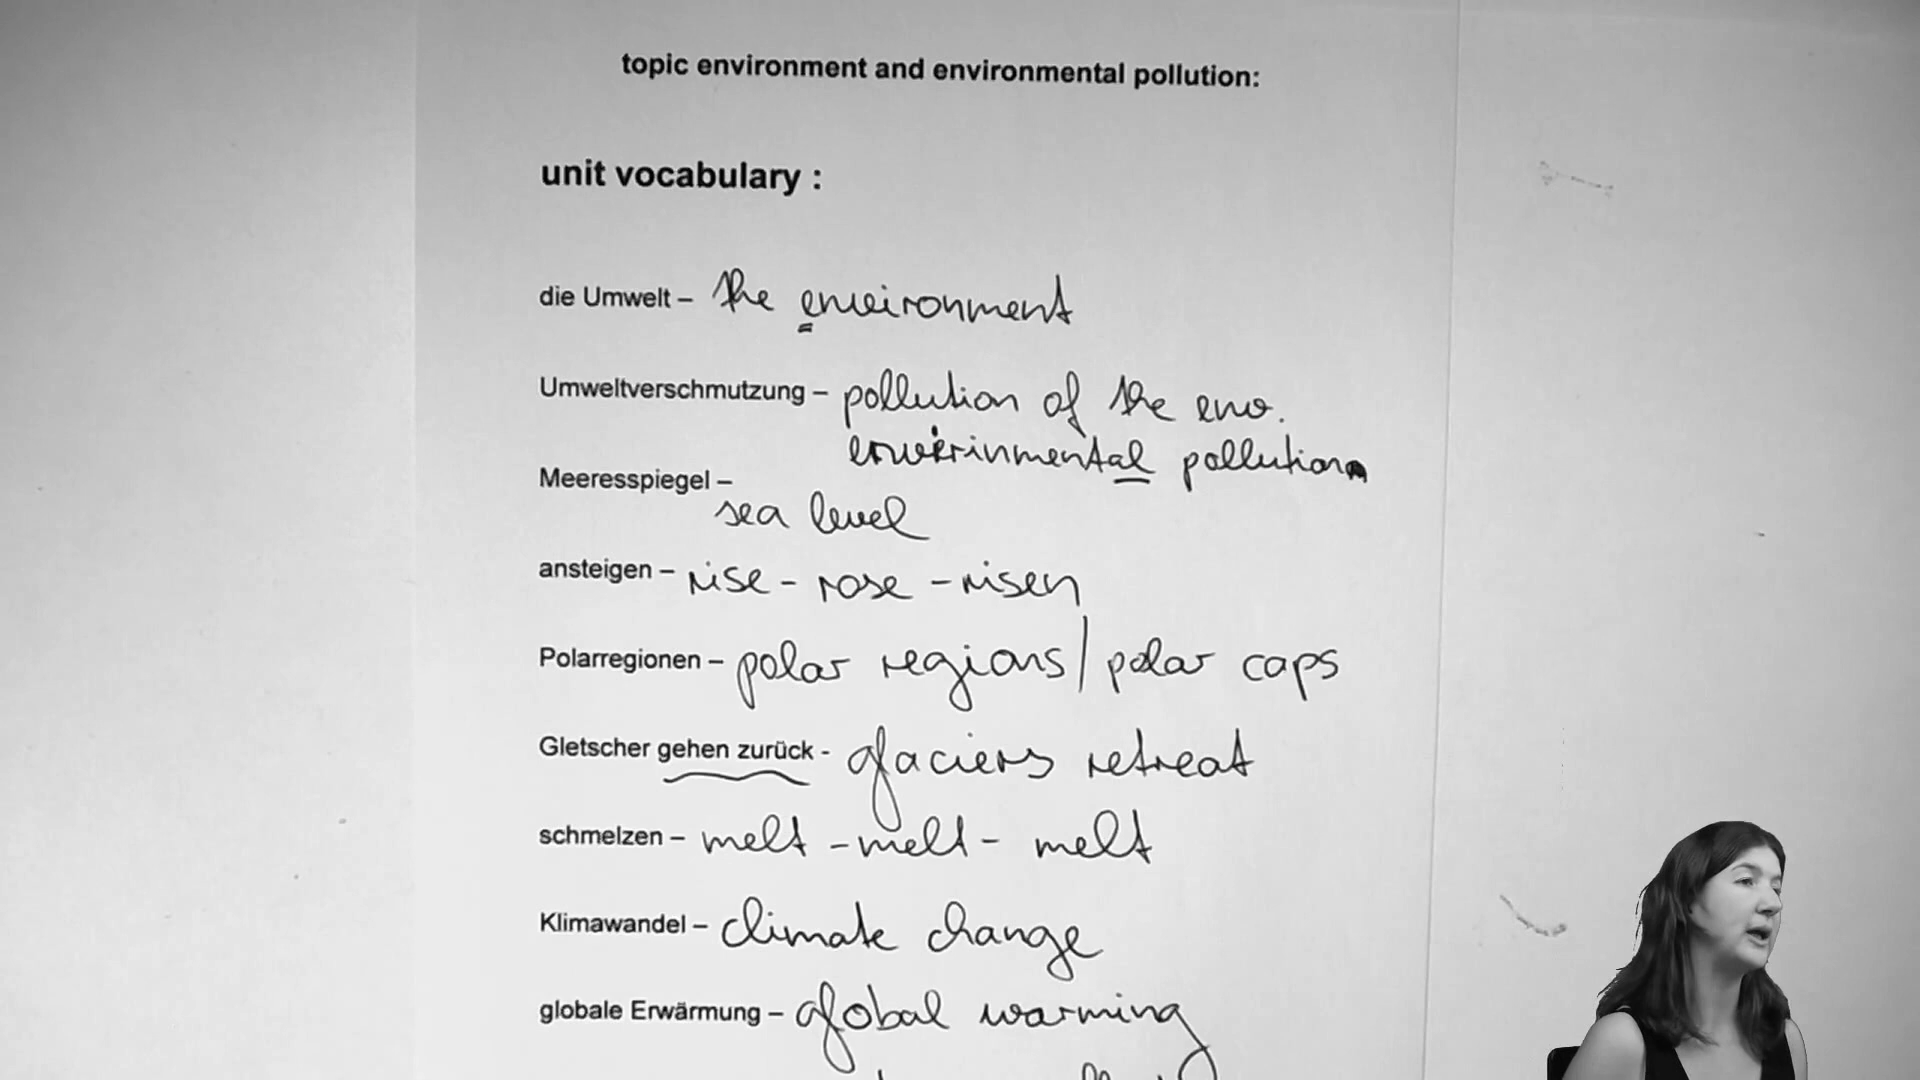 topic environment and environmental pollution:
unit vocabulary :
die Umwelt – the environment
Umweltverschmutzung – pollution of the env.
envirinmental pollution
Meeresspiegel –
sea level
ansteigen – rise - rose - risen
Polarregionen – polar regions / polar caps
Gletscher gehen zurück - glaciers retreat
schmelzen – melt - melt - melt
Klimawandel – climate change
globale Erwärmung – global warming